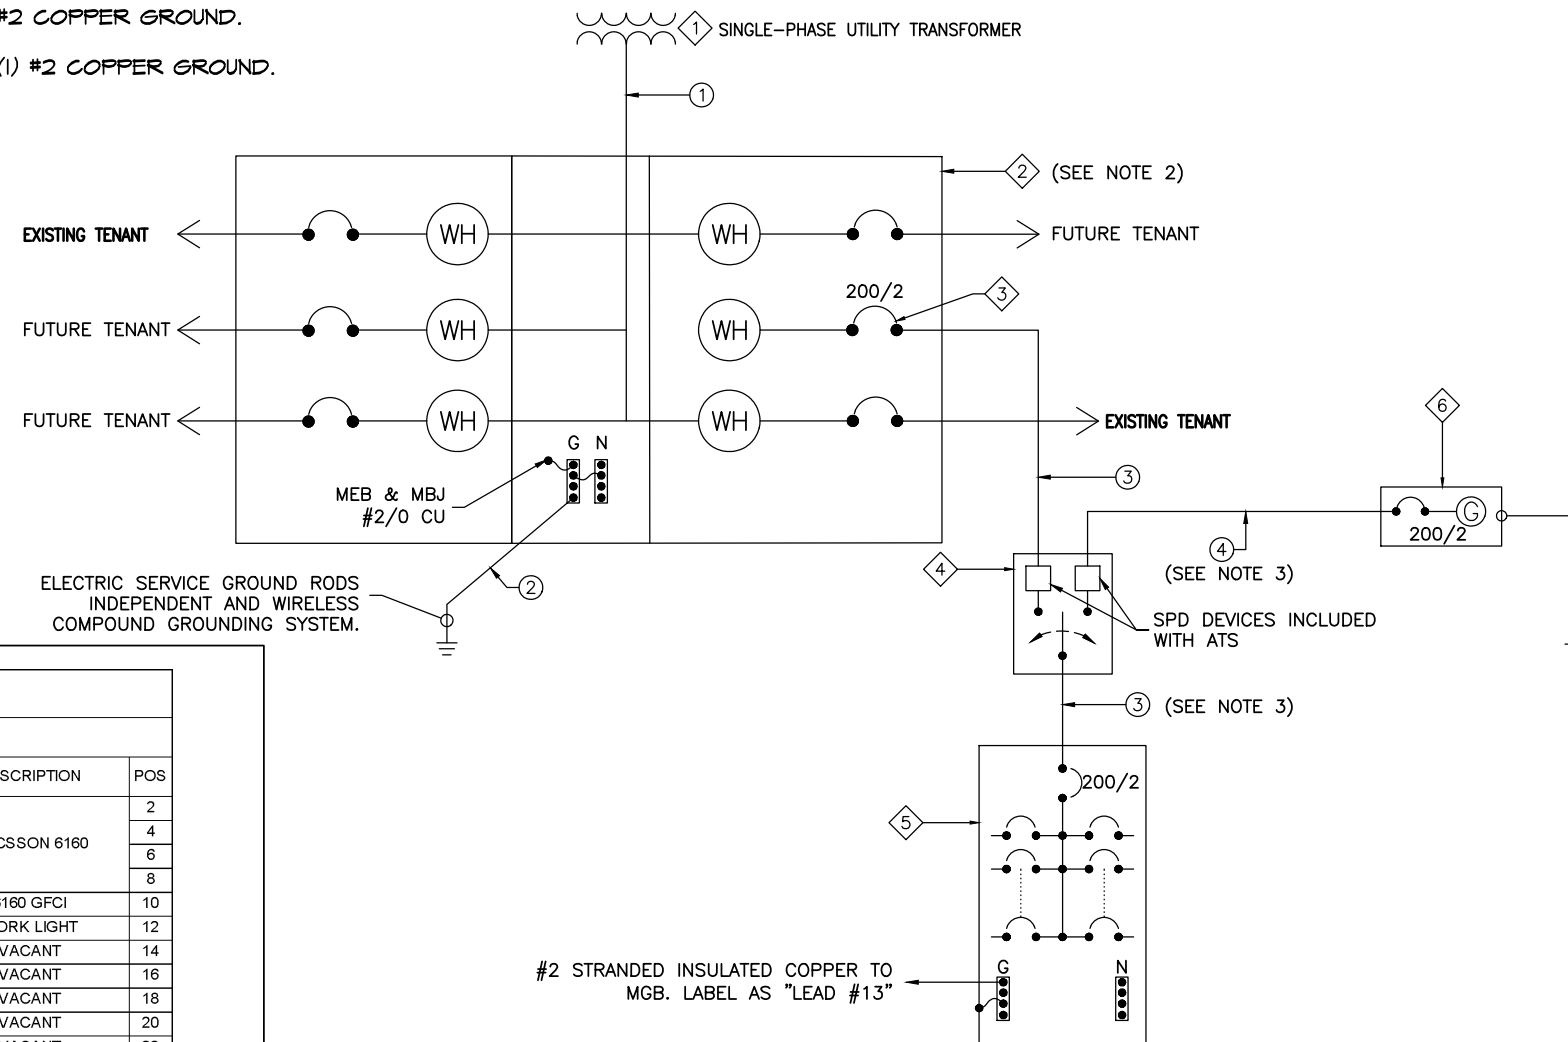 #2 COPPER GROUND.
(1) #2 COPPER GROUND.
1 SINGLE-PHASE UTILITY TRANSFORMER
1
2 (SEE NOTE 2)
EXISTING TENANT
WH
WH
FUTURE TENANT
200/2
3
FUTURE TENANT
WH
WH
FUTURE TENANT
WH
WH
EXISTING TENANT
6
G N
MEB & MBJ
#2/0 CU
3
G
200/2
4
(SEE NOTE 3)
4
2
ELECTRIC SERVICE GROUND RODS
INDEPENDENT AND WIRELESS
COMPOUND GROUNDING SYSTEM.
SPD DEVICES INCLUDED
WITH ATS
3 (SEE NOTE 3)
200/2
5
SCRIPTION POS
2
4
CSSON 6160
6
8
6160 GFCI 10
ORK LIGHT 12
VACANT 14
VACANT 16
VACANT 18
VACANT 20
G N
#2 STRANDED INSULATED COPPER TO
MGB. LABEL AS "LEAD #13"